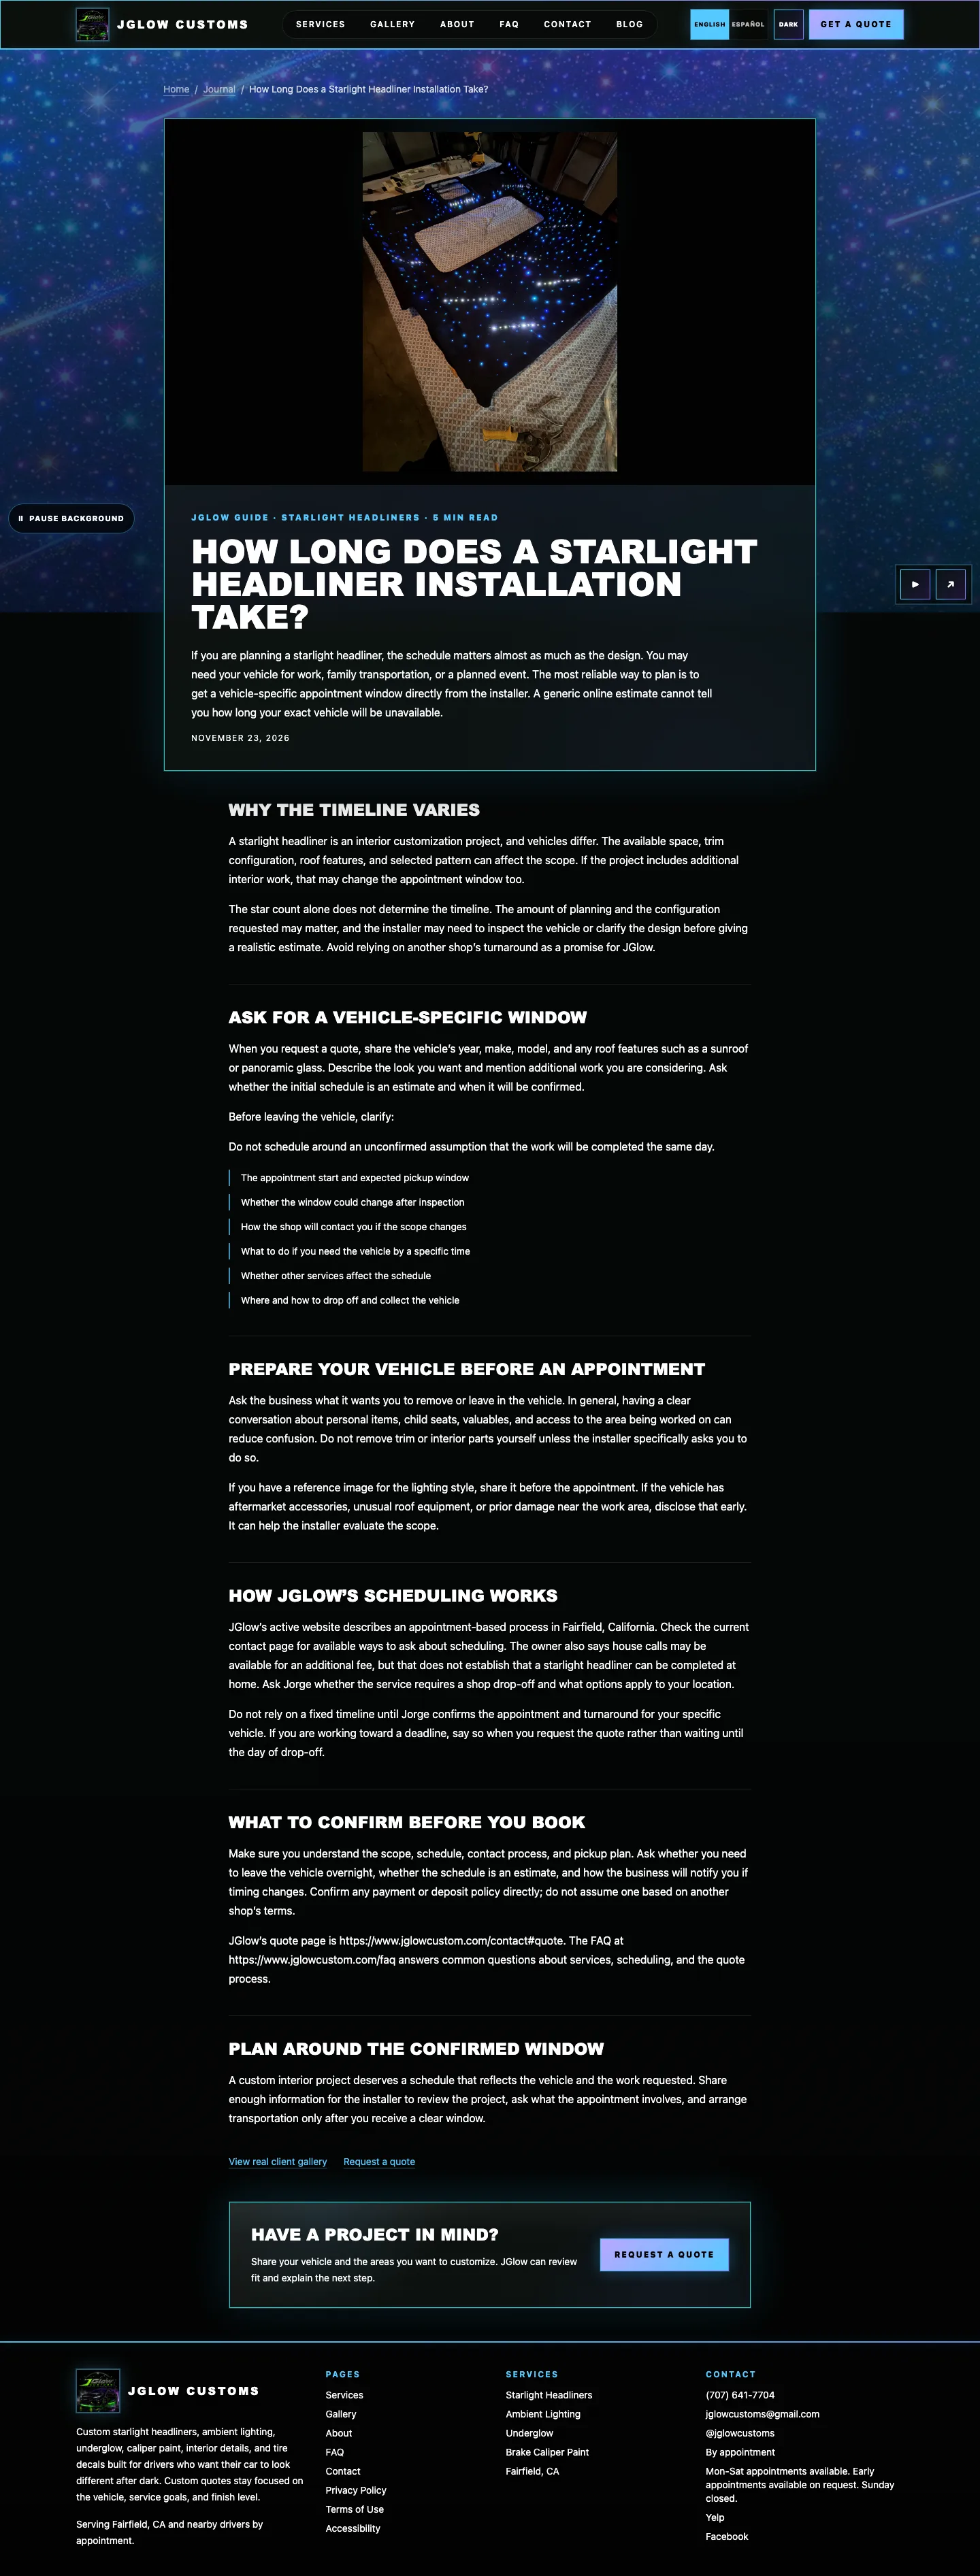 JGLOW CUSTOMS
SERVICES GALLERY ABOUT FAQ CONTACT BLOG
ENGLISH ESPAÑOL DARK GET A QUOTE
Home / Journal / How Long Does a Starlight Headliner Installation Take?
PAUSE BACKGROUND
JGLOW GUIDE · STARLIGHT HEADLINERS · 5 MIN READ
HOW LONG DOES A STARLIGHT
HEADLINER INSTALLATION
TAKE?
If you are planning a starlight headliner, the schedule matters almost as much as the design. You may
need your vehicle for work, family transportation, or a planned event. The most reliable way to plan is to
get a vehicle-specific appointment window directly from the installer. A generic online estimate cannot tell
you how long your exact vehicle will be unavailable.
NOVEMBER 23, 2026
WHY THE TIMELINE VARIES
A starlight headliner is an interior customization project, and vehicles differ. The available space, trim
configuration, roof features, and selected pattern can affect the scope. If the project includes additional
interior work, that may change the appointment window too.
The star count alone does not determine the timeline. The amount of planning and the configuration
requested may matter, and the installer may need to inspect the vehicle or clarify the design before giving
a realistic estimate. Avoid relying on another shop's turnaround as a promise for JGlow.
ASK FOR A VEHICLE-SPECIFIC WINDOW
When you request a quote, share the vehicle's year, make, model, and any roof features such as a sunroof
or panoramic glass. Describe the look you want and mention additional work you are considering. Ask
whether the initial schedule is an estimate and when it will be confirmed.
Before leaving the vehicle, clarify:
Do not schedule around an unconfirmed assumption that the work will be completed the same day.
The appointment start and expected pickup window
Whether the window could change after inspection
How the shop will contact you if the scope changes
What to do if you need the vehicle by a specific time
Whether other services affect the schedule
Where and how to drop off and collect the vehicle
PREPARE YOUR VEHICLE BEFORE AN APPOINTMENT
Ask the business what it wants you to remove or leave in the vehicle. In general, having a clear
conversation about personal items, child seats, valuables, and access to the area being worked on can
reduce confusion. Do not remove trim or interior parts yourself unless the installer specifically asks you to
do so.
If you have a reference image for the lighting style, share it before the appointment. If the vehicle has
aftermarket accessories, unusual roof equipment, or prior damage near the work area, disclose that early.
It can help the installer evaluate the scope.
HOW JGLOW'S SCHEDULING WORKS
JGlow's active website describes an appointment-based process in Fairfield, California. Check the current
contact page for available ways to ask about scheduling. The owner also says house calls may be
available for an additional fee, but that does not establish that a starlight headliner can be completed at
home. Ask Jorge whether the service requires a shop drop-off and what options apply to your location.
Do not rely on a fixed timeline until Jorge confirms the appointment and turnaround for your specific
vehicle. If you are working toward a deadline, say so when you request the quote rather than waiting until
the day of drop-off.
WHAT TO CONFIRM BEFORE YOU BOOK
Make sure you understand the scope, schedule, contact process, and pickup plan. Ask whether you need
to leave the vehicle overnight, whether the schedule is an estimate, and how the business will notify you if
timing changes. Confirm any payment or deposit policy directly; do not assume one based on another
shop's terms.
JGlow's quote page is https://www.jglowcustom.com/contact#quote. The FAQ at
https://www.jglowcustom.com/faq answers common questions about services, scheduling, and the quote
process.
PLAN AROUND THE CONFIRMED WINDOW
A custom interior project deserves a schedule that reflects the vehicle and the work requested. Share
enough information for the installer to review the project, ask what the appointment involves, and arrange
transportation only after you receive a clear window.
View real client gallery Request a quote
HAVE A PROJECT IN MIND?
Share your vehicle and the areas you want to customize. JGlow can review
fit and explain the next step.
REQUEST A QUOTE
JGLOW CUSTOMS
Custom starlight headliners, ambient lighting,
underglow, caliper paint, interior details, and tire
decals built for drivers who want their car to look
different after dark. Custom quotes stay focused on
the vehicle, service goals, and finish level.
Serving Fairfield, CA and nearby drivers by
appointment.
PAGES
Services
Gallery
About
FAQ
Contact
Privacy Policy
Terms of Use
Accessibility
SERVICES
Starlight Headliners
Ambient Lighting
Underglow
Brake Caliper Paint
Fairfield, CA
CONTACT
(707) 641-7704
jglowcustoms@gmail.com
@jglowcustoms
By appointment
Mon-Sat appointments available. Early
appointments available on request. Sunday
closed.
Yelp
Facebook